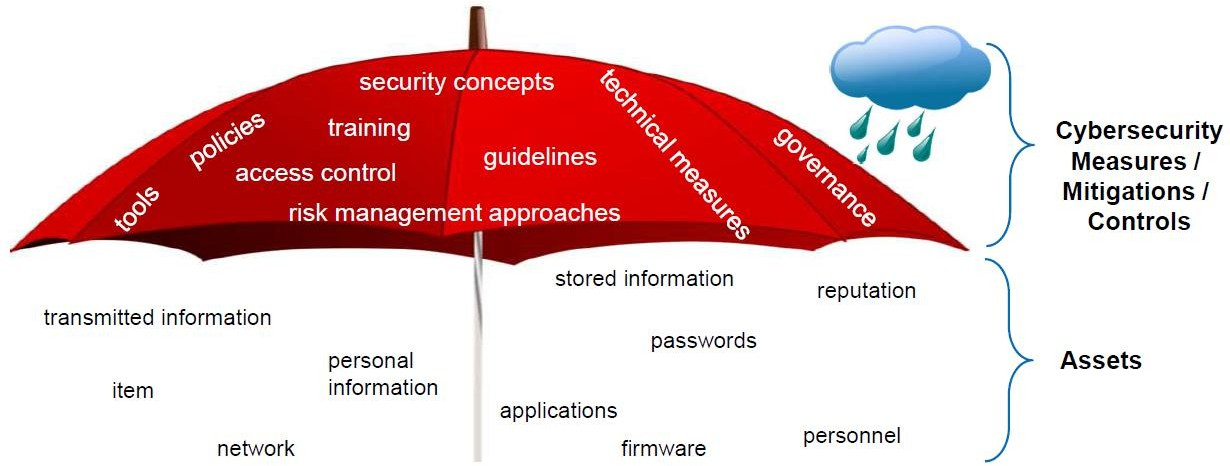 security concepts
technical measures
policies
training
governance
guidelines
access control
tools
risk management approaches
Cybersecurity
Measures /
Mitigations /
Controls
stored information
reputation
transmitted information
passwords
personal
information
item
Assets
applications
network
firmware
personnel